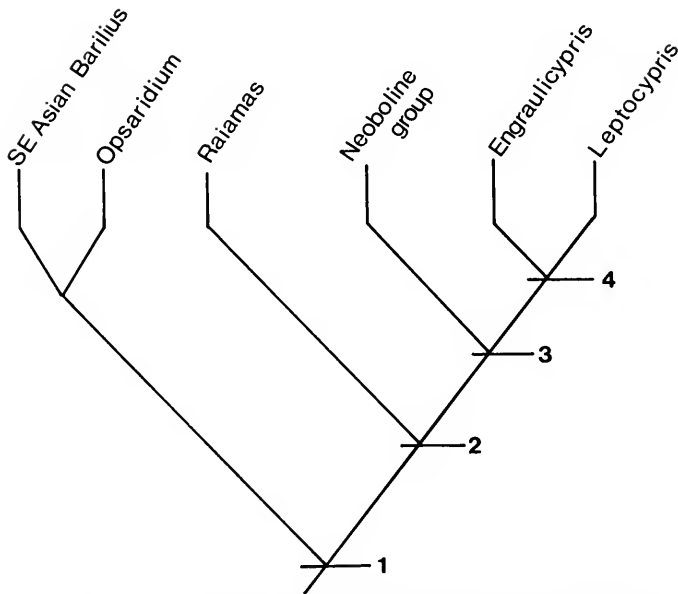 SE Asian Barilius
Opsaridium
Raiamas
Neoboline
group
Engraulicypris
Leptocypris
4
3
2
1